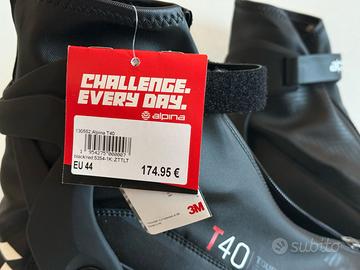 CHALLENGE.
EVERY DAY.
alpina
130552 Alpina T40
black/red 5354-1K-ZTTLT
EU 44
174.95 €
3M
T40
alpina
subito